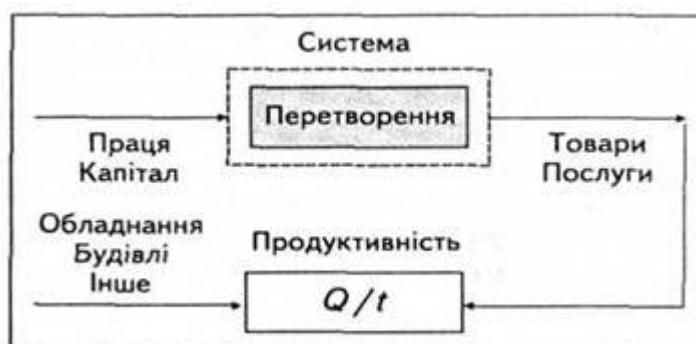 Система
Перетворення
Праця
Капітал
Товари
Послуги
Обладнання
Будівлі
Інше
Продуктивність
Q/t